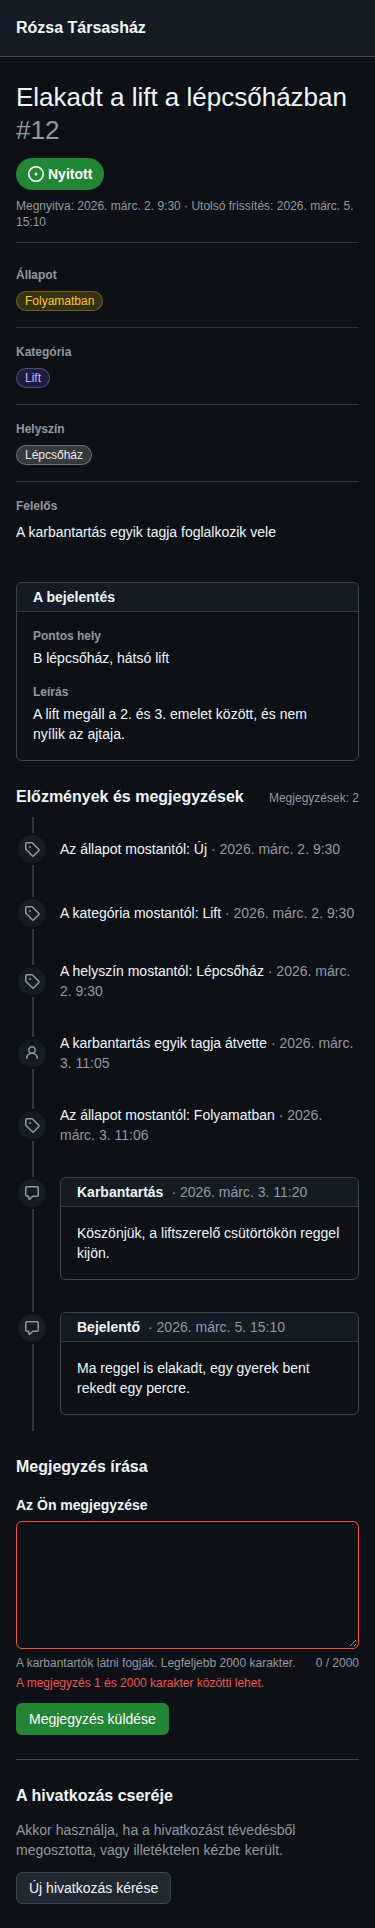 Rózsa Társasház
Elakadt a lift a lépcsőházban
#12
Nyitott
Megnyitva: 2026. márc. 2. 9:30 · Utolsó frissítés: 2026. márc. 5.
15:10
Állapot
Folyamatban
Kategória
Lift
Helyszín
Lépcsőház
Felelős
A karbantartás egyik tagja foglalkozik vele
A bejelentés
Pontos hely
B lépcsőház, hátsó lift
Leírás
A lift megáll a 2. és 3. emelet között, és nem
nyílik az ajtaja.
Előzmények és megjegyzések Megjegyzések: 2
Az állapot mostantól: Új · 2026. márc. 2. 9:30
A kategória mostantól: Lift · 2026. márc. 2. 9:30
A helyszín mostantól: Lépcsőház · 2026. márc.
2. 9:30
A karbantartás egyik tagja átvette · 2026. márc.
3. 11:05
Az állapot mostantól: Folyamatban · 2026.
márc. 3. 11:06
Karbantartás · 2026. márc. 3. 11:20
Köszönjük, a liftszerelő csütörtökön reggel
kijön.
Bejelentő · 2026. márc. 5. 15:10
Ma reggel is elakadt, egy gyerek bent
rekedt egy percre.
Megjegyzés írása
Az Ön megjegyzése
A karbantartók látni fogják. Legfeljebb 2000 karakter. 0 / 2000
A megjegyzés 1 és 2000 karakter közötti lehet.
Megjegyzés küldése
A hivatkozás cseréje
Akkor használja, ha a hivatkozást tévedésből
megosztotta, vagy illetéktelen kézbe került.
Új hivatkozás kérése